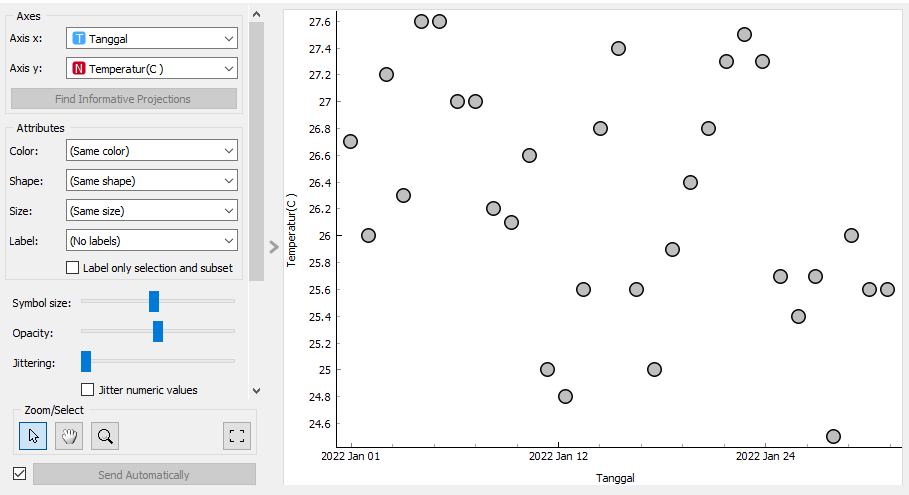 Axes
Axis x: T Tanggal
Axis y: N Temperatur(C )
Find Informative Projections
Attributes
Color: (Same color)
Shape: (Same shape)
Size: (Same size)
Label: (No labels)
Label only selection and subset
Symbol size:
Opacity:
Jittering:
Jitter numeric values
Zoom/Select
Send Automatically
Temperatur(C )
27.6
27.4
27.2
27
26.8
26.6
26.4
26.2
26
25.8
25.6
25.4
25.2
25
24.8
24.6
2022 Jan 01 2022 Jan 12 2022 Jan 24
Tanggal